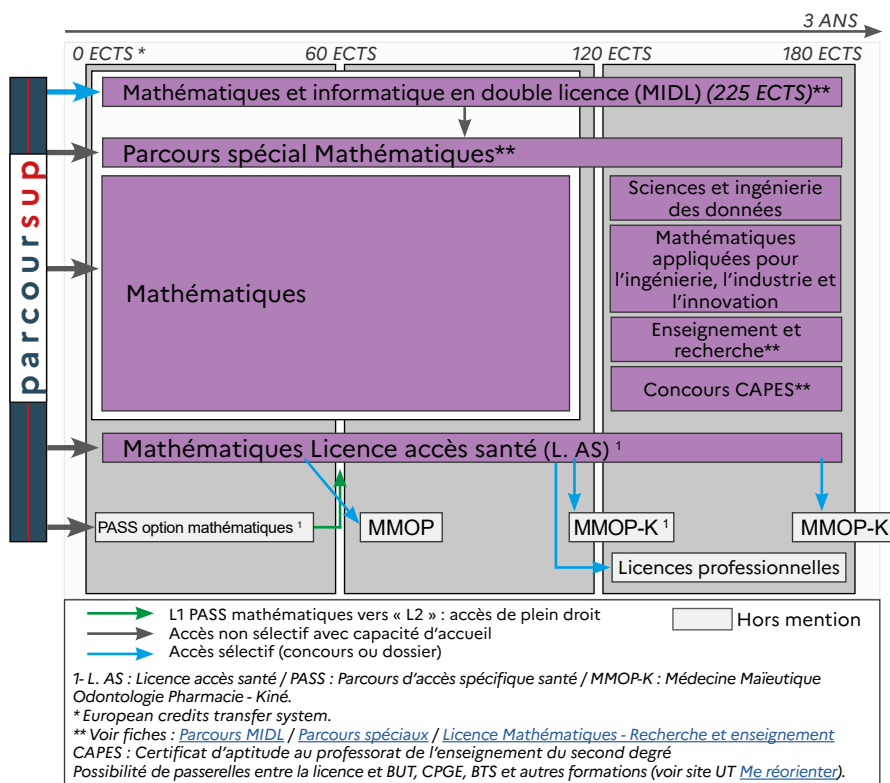 3 ANS
0 ECTS *
60 ECTS
120 ECTS
180 ECTS
parcoursup
Mathématiques et informatique en double licence (MIDL) (225 ECTS)**
Parcours spécial Mathématiques**
Mathématiques
Sciences et ingénierie
des données
Mathématiques
appliquées pour
l'ingénierie, l'industrie et
l'innovation
Enseignement et
recherche**
Concours CAPES**
Mathématiques Licence accès santé (L. AS) ¹
PASS option mathématiques ¹
MMOP
MMOP-K ¹
MMOP-K
Licences professionnelles
L1 PASS mathématiques vers « L2 » : accès de plein droit
Accès non sélectif avec capacité d'accueil
Accès sélectif (concours ou dossier)
Hors mention
1- L. AS : Licence accès santé / PASS : Parcours d'accès spécifique santé / MMOP-K : Médecine Maïeutique
Odontologie Pharmacie - Kiné.
* European credits transfer system.
** Voir fiches : Parcours MIDL / Parcours spéciaux / Licence Mathématiques - Recherche et enseignement
CAPES : Certificat d'aptitude au professorat de l'enseignement du second degré
Possibilité de passerelles entre la licence et BUT, CPGE, BTS et autres formations (voir site UT Me réorienter).